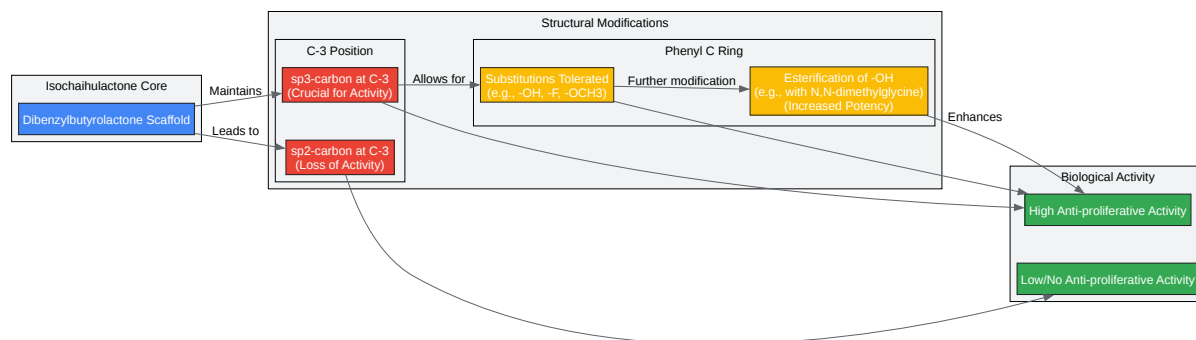 Structural Modifications
C-3 Position
Phenyl C Ring
Isochaihulactone Core
Dibenzylbutyrolactone Scaffold
Maintains
Leads to
sp3-carbon at C-3
(Crucial for Activity)
Allows for
Substitutions Tolerated
(e.g., -OH, -F, -OCH3)
Further modification
Esterification of -OH
(e.g., with N,N-dimethylglycine)
(Increased Potency)
sp2-carbon at C-3
(Loss of Activity)
Enhances
Biological Activity
High Anti-proliferative Activity
Low/No Anti-proliferative Activity